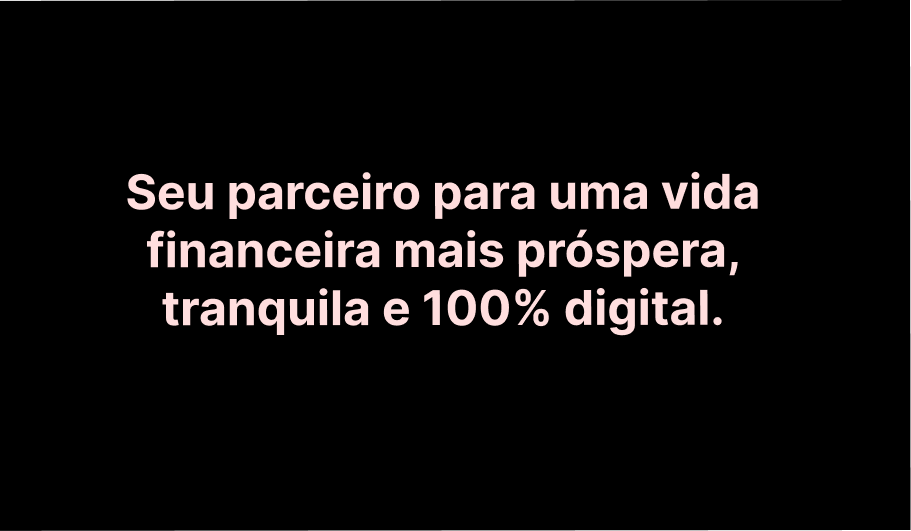 Seu parceiro para uma vida
financeira mais próspera,
tranquila e 100% digital.